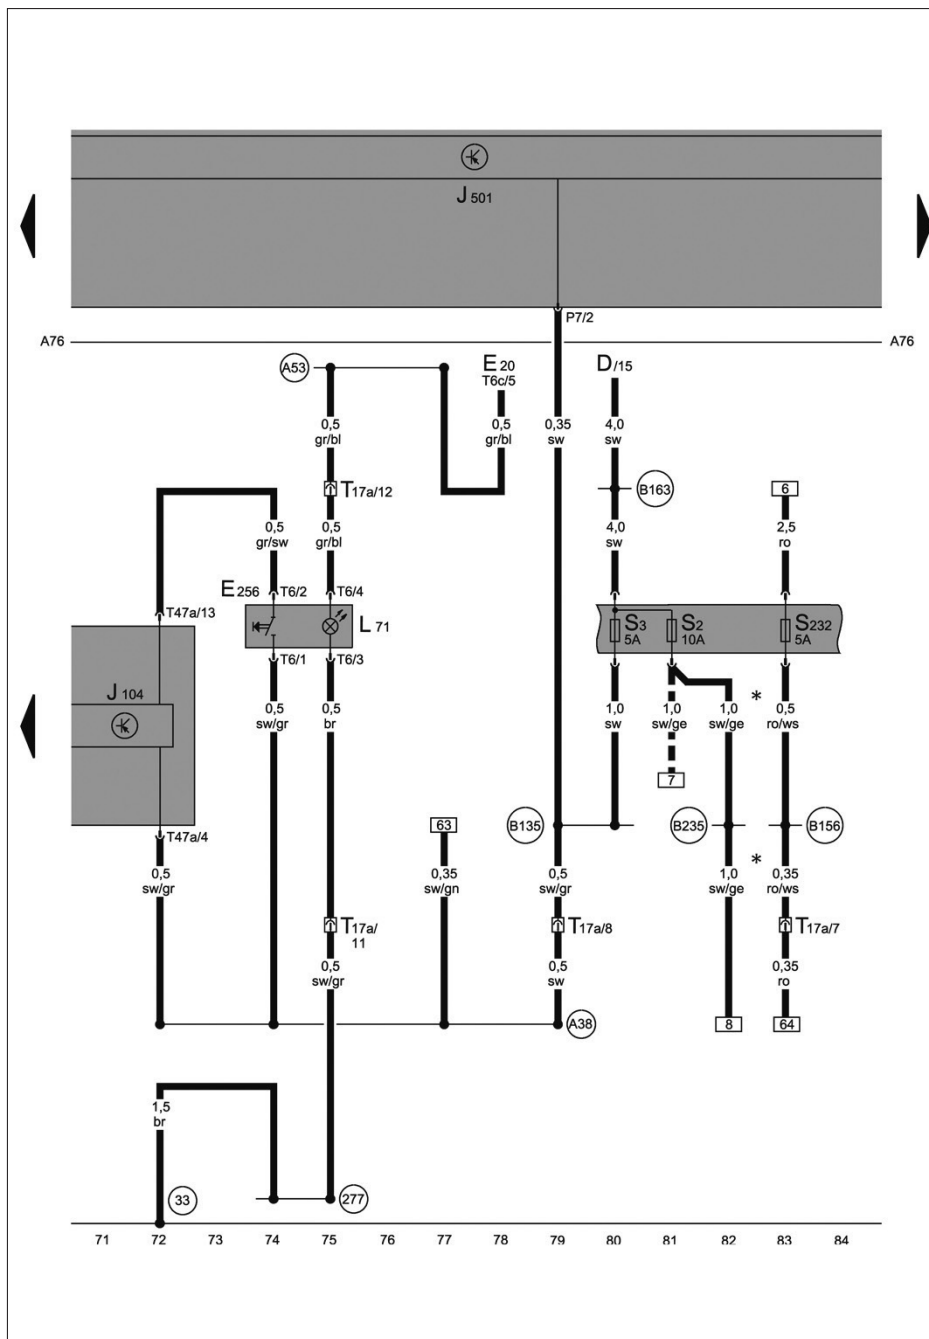 J 501
P7/2
A76 A76
A53 E 20 D/15
T6c/5
0,5 0,5 0,35 4,0
gr/bl gr/bl sw sw
T17a/12 B163 6
0,5 0,5 4,0 2,5
gr/sw gr/bl sw ro
E256 T6/2 T6/4
T47a/13
L 71 S3 S2 S232
5A 10A 5A
T6/1 T6/3
J 104
0,5 0,5 1,0 1,0 1,0 * 0,5
sw/gr br sw sw/ge sw/ge ro/ws
7
63 B135 B235 B156
T47a/4
0,5 0,35 0,5 1,0 * 0,35
sw/gr sw/gn sw/gr sw/ge ro/ws
T17a/ T17a/8 T17a/7
11
0,5 0,5 0,35
sw/gr sw ro
A38 8 64
1,5
br
33 277
71 72 73 74 75 76 77 78 79 80 81 82 83 84